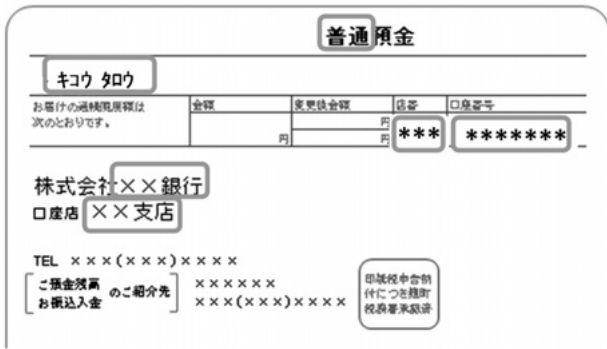 普通預金
キコウ タロウ
お届けの通帳限度額は
次のとおりです。
金額
変更後金額
店番
口座番号
円
円
円
***
*******
株式会社××銀行
口座店 ××支店
TEL ×××(×××)××××
ご預金残高
お振込入金
のご紹介先
××××××
×××(×××)××××
印紙税申告納
付につき麹町
税務署承認済